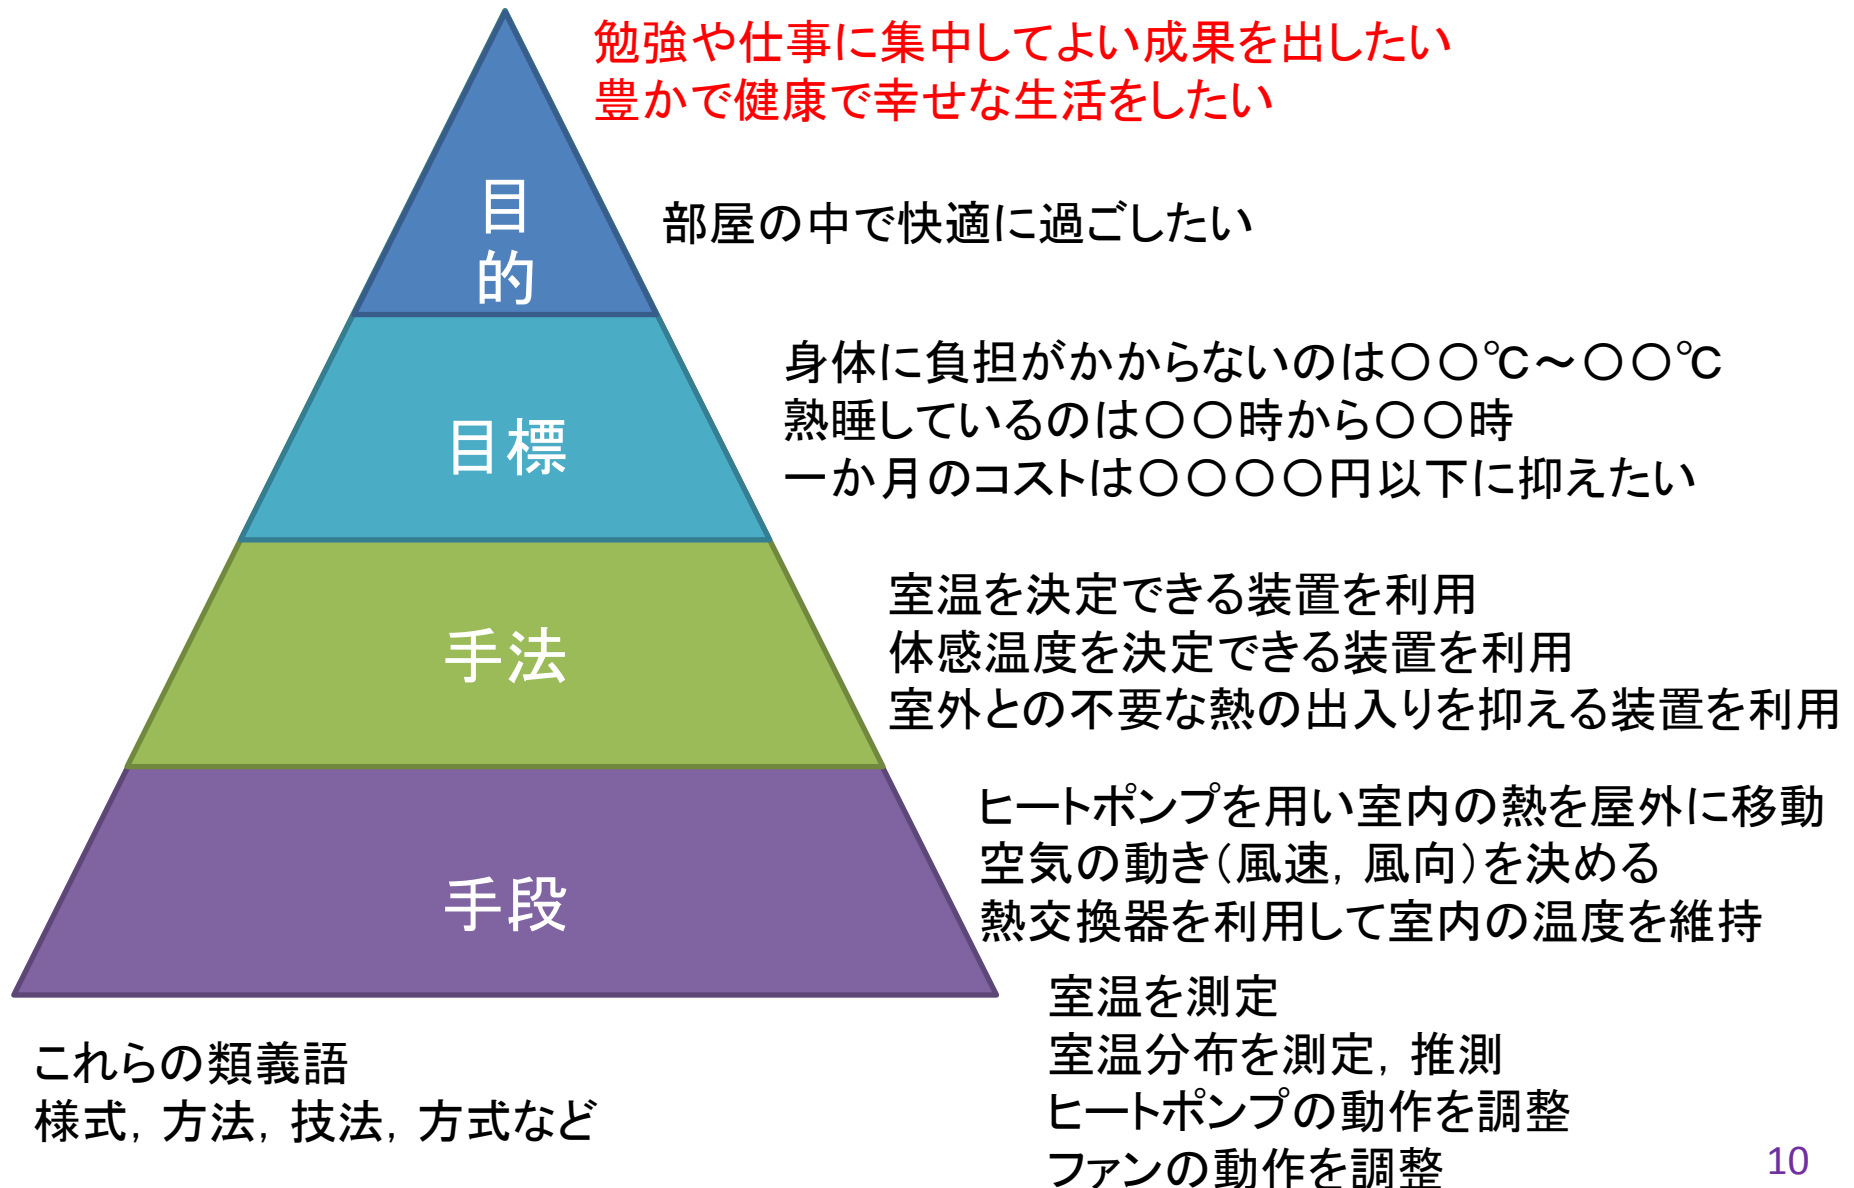 勉強や仕事に集中してよい成果を出したい
豊かで健康で幸せな生活をしたい
目
的
部屋の中で快適に過ごしたい
目標
身体に負担がかからないのは〇〇℃～〇〇℃
熟睡しているのは〇〇時から〇〇時
一か月のコストは〇〇〇〇円以下に抑えたい
手法
室温を決定できる装置を利用
体感温度を決定できる装置を利用
室外との不要な熱の出入りを抑える装置を利用
手段
ヒートポンプを用い室内の熱を屋外に移動
空気の動き（風速，風向）を決める
熱交換器を利用して室内の温度を維持
室温を測定
室温分布を測定，推測
ヒートポンプの動作を調整
ファンの動作を調整
これらの類義語
様式，方法，技法，方式など
10